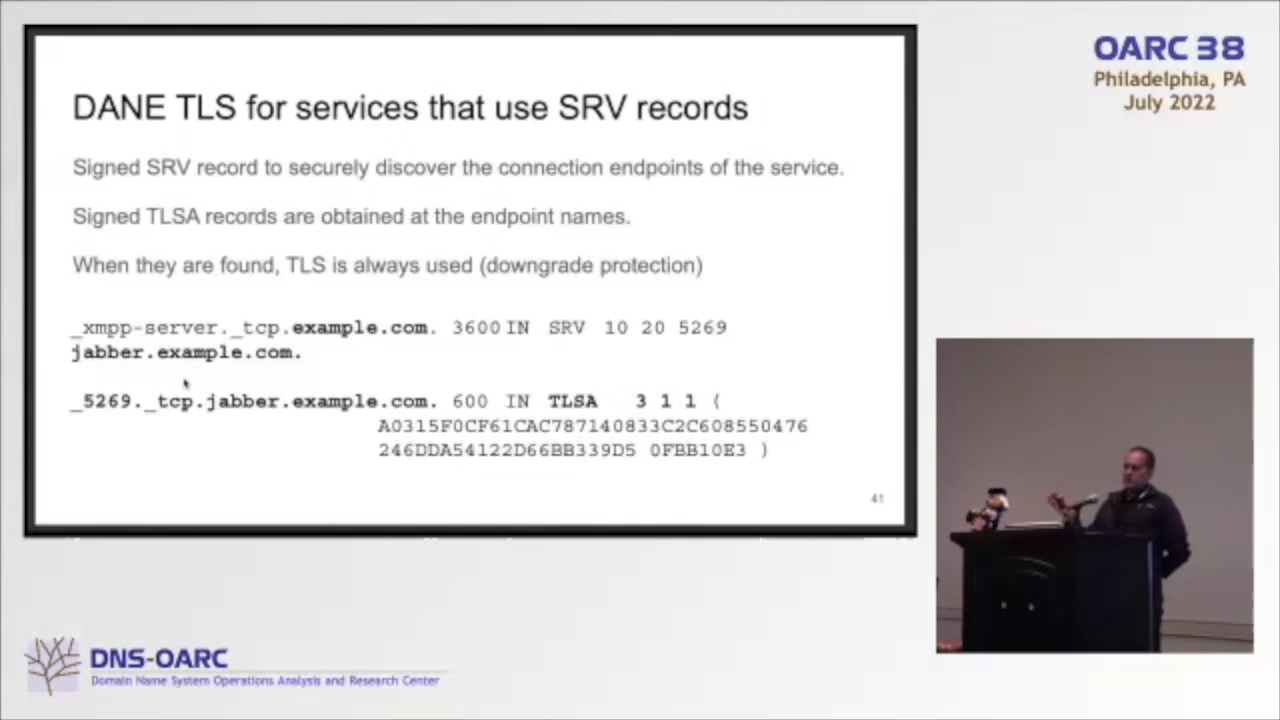 DANE TLS for services that use SRV records
Signed SRV record to securely discover the connection endpoints of the service.
Signed TLSA records are obtained at the endpoint names.
When they are found, TLS is always used (downgrade protection)
_xmpp-server._tcp.example.com. 3600 IN SRV 10 20 5269
jabber.example.com.
_5269._tcp.jabber.example.com. 600 IN TLSA 3 1 1 (
A0315F0CF61CAC787140833C2C608550476
246DDA54122D66BB339D5 0FBB10E3 )
41
OARC 38
Philadelphia, PA
July 2022
DNS-OARC
Domain Name System Operations Analysis and Research Center